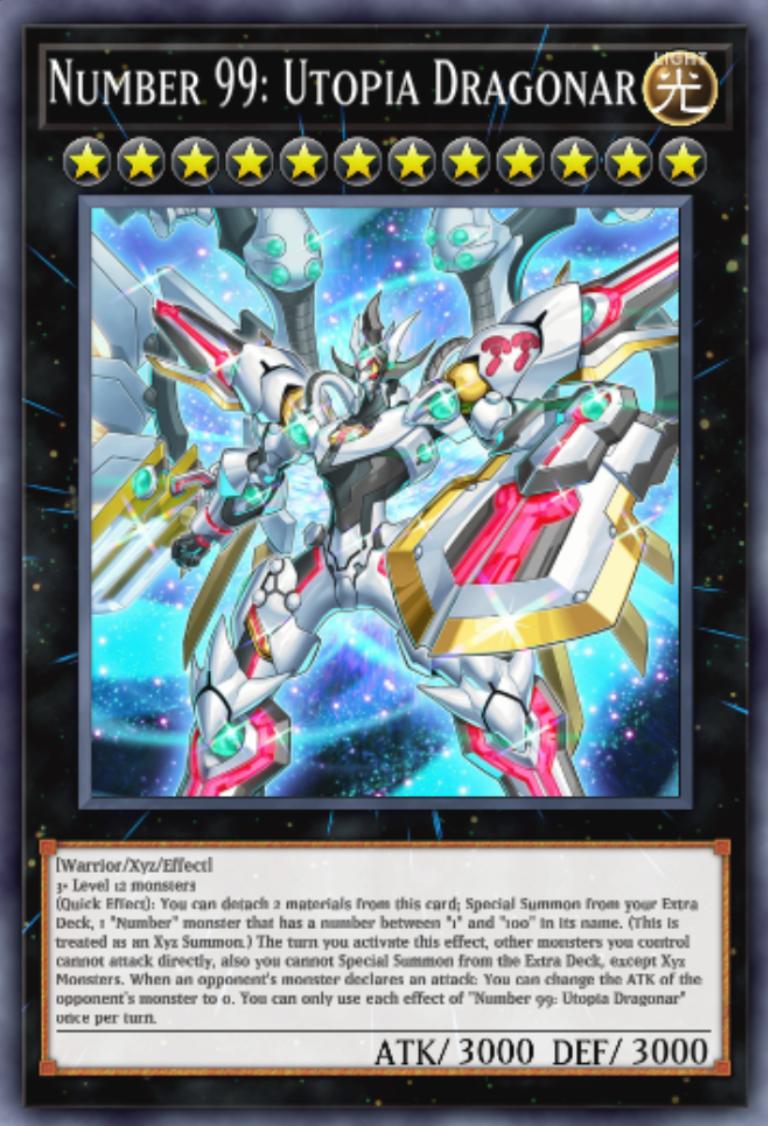 NUMBER 99: UTOPIA DRAGONAR
LIGHT
光
[Warrior/Xyz/Effect]
3+ Level 12 monsters
(Quick Effect): You can detach 2 materials from this card; Special Summon from your Extra
Deck, 1 "Number" monster that has a number between "1" and "100" in its name. (This is
treated as an Xyz Summon.) The turn you activate this effect, other monsters you control
cannot attack directly, also you cannot Special Summon from the Extra Deck, except Xyz
Monsters. When an opponent's monster declares an attack: You can change the ATK of the
opponent's monster to 0. You can only use each effect of "Number 99: Utopia Dragonar"
once per turn.
ATK/ 3000 DEF/ 3000